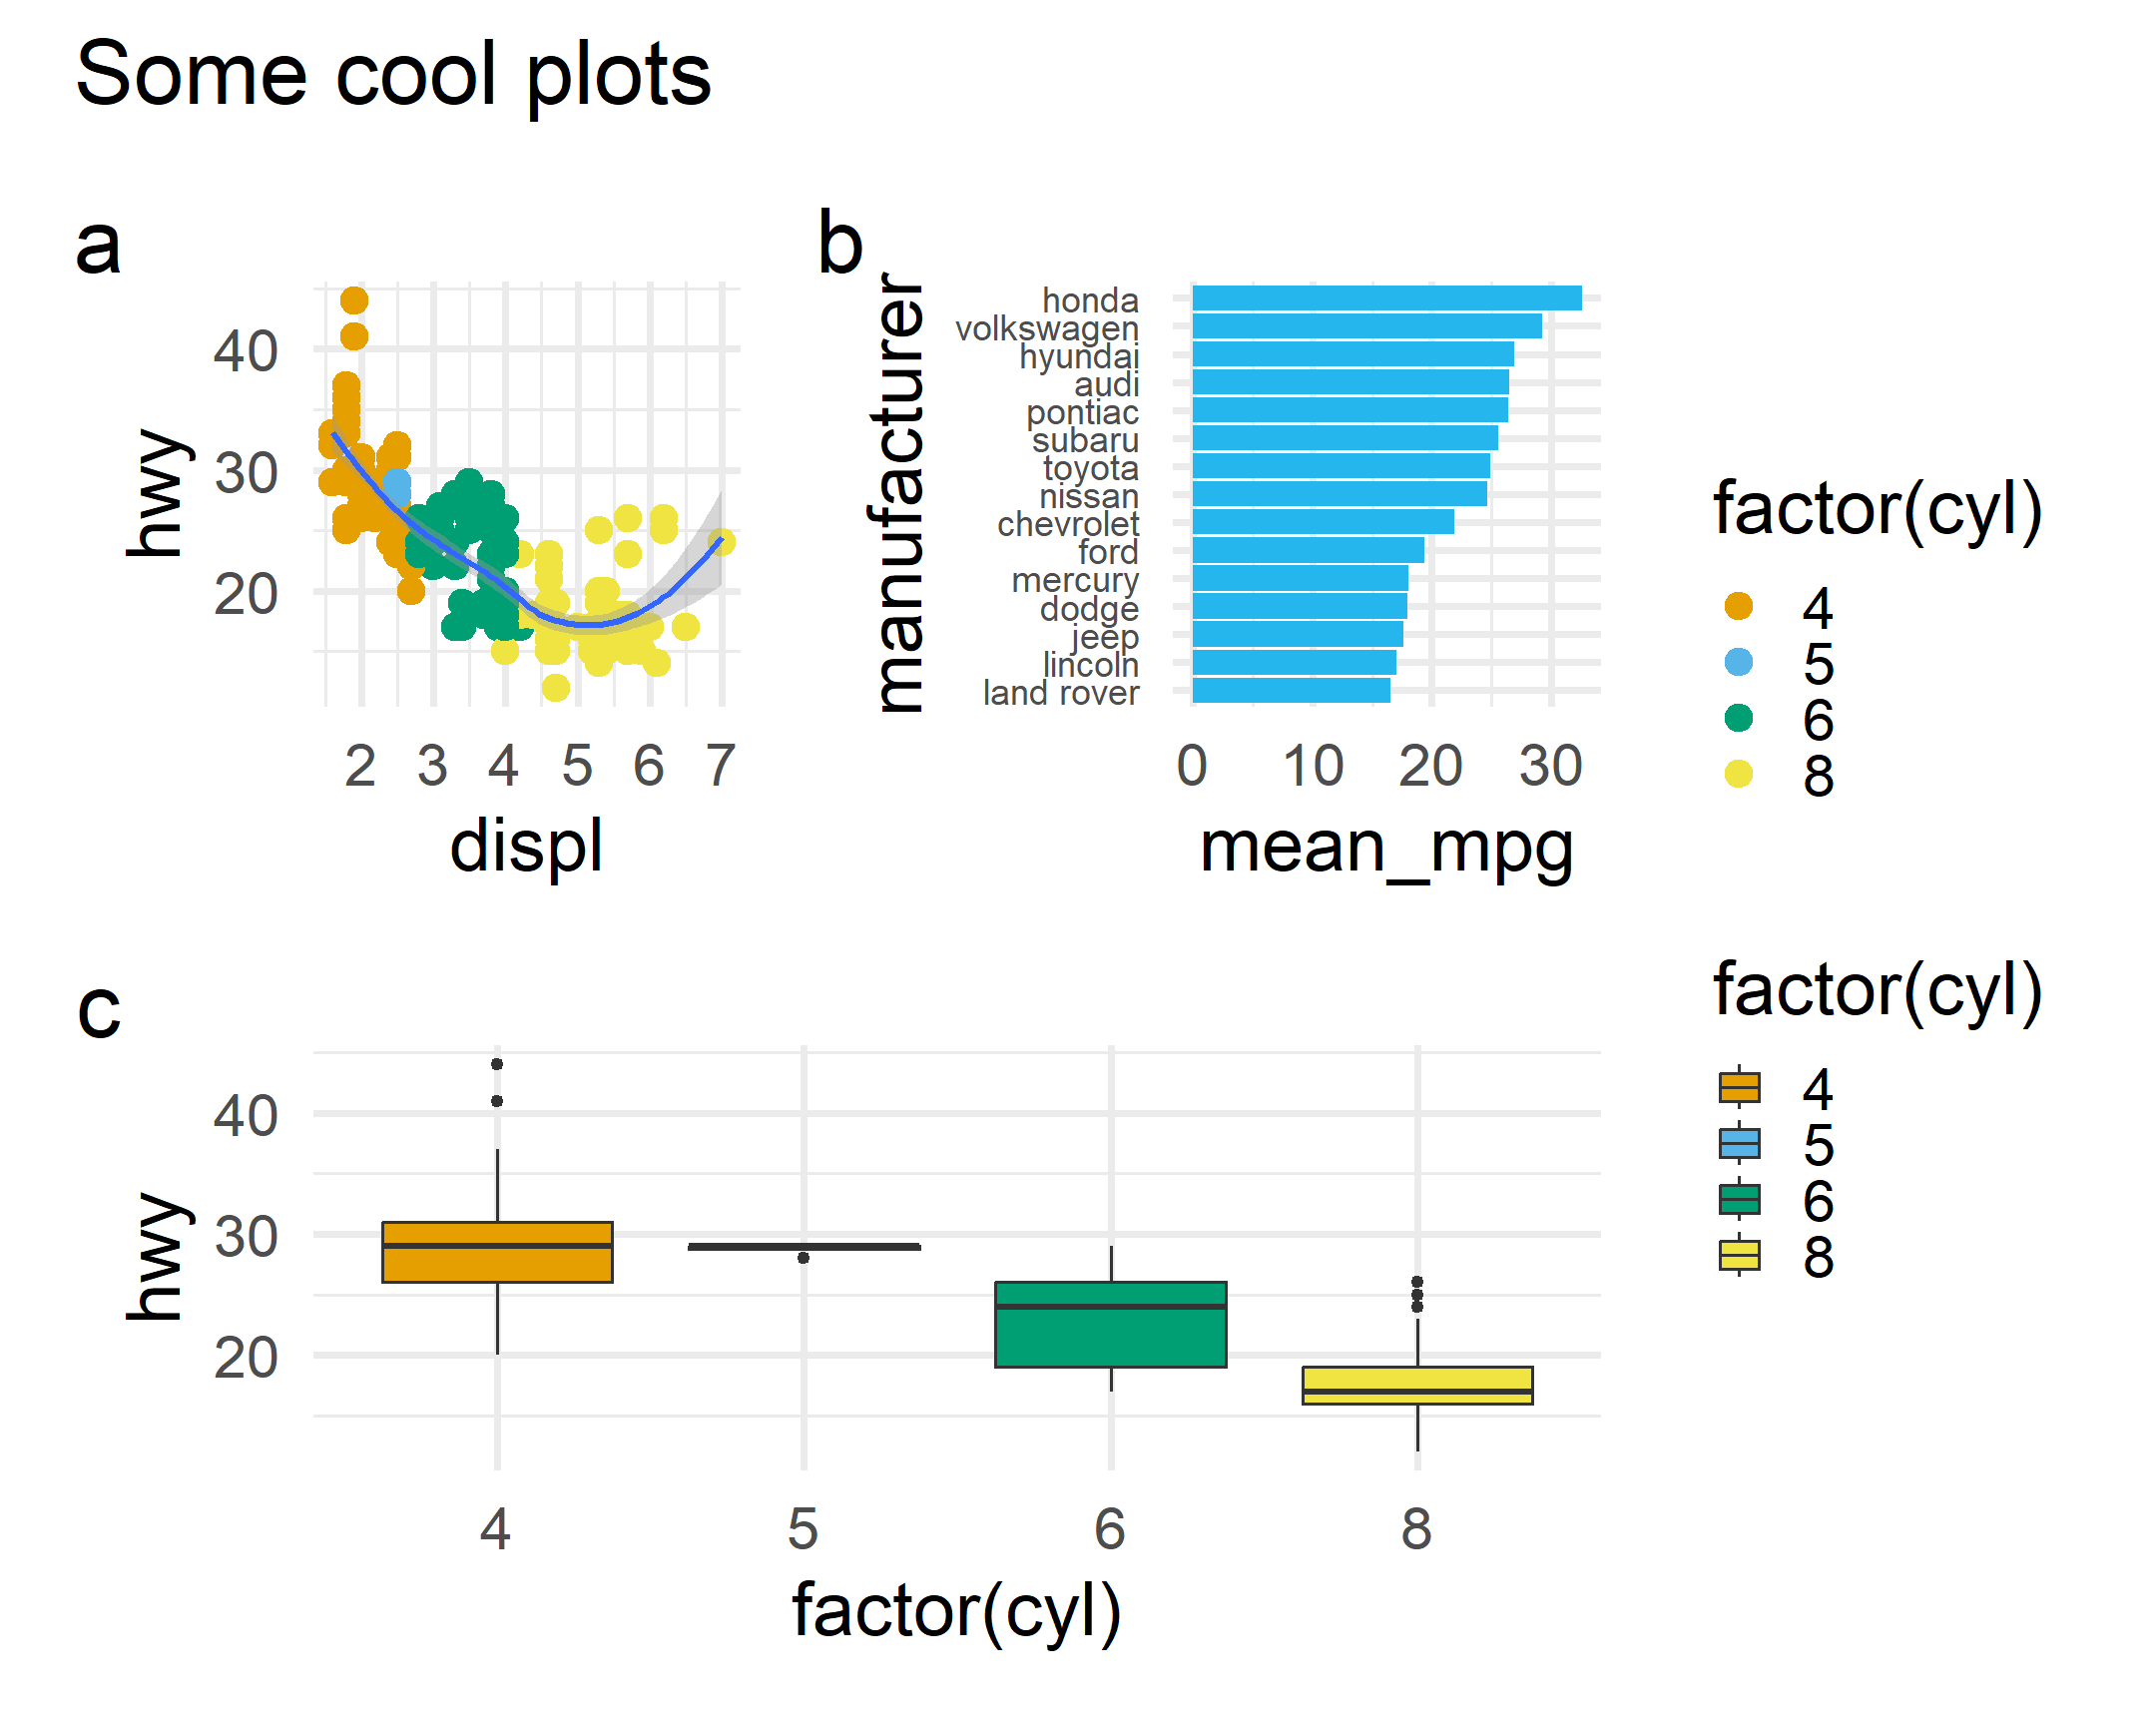 Some cool plots
a
hwy
40
30
20
2 3 4 5 6 7
displ
b
manufacturer
honda
volkswagen
hyundai
audi
pontiac
subaru
toyota
nissan
chevrolet
ford
mercury
dodge
jeep
lincoln
land rover
0 10 20 30
mean_mpg
factor(cyl)
4
5
6
8
c
hwy
40
30
20
4 5 6 8
factor(cyl)
factor(cyl)
4
5
6
8